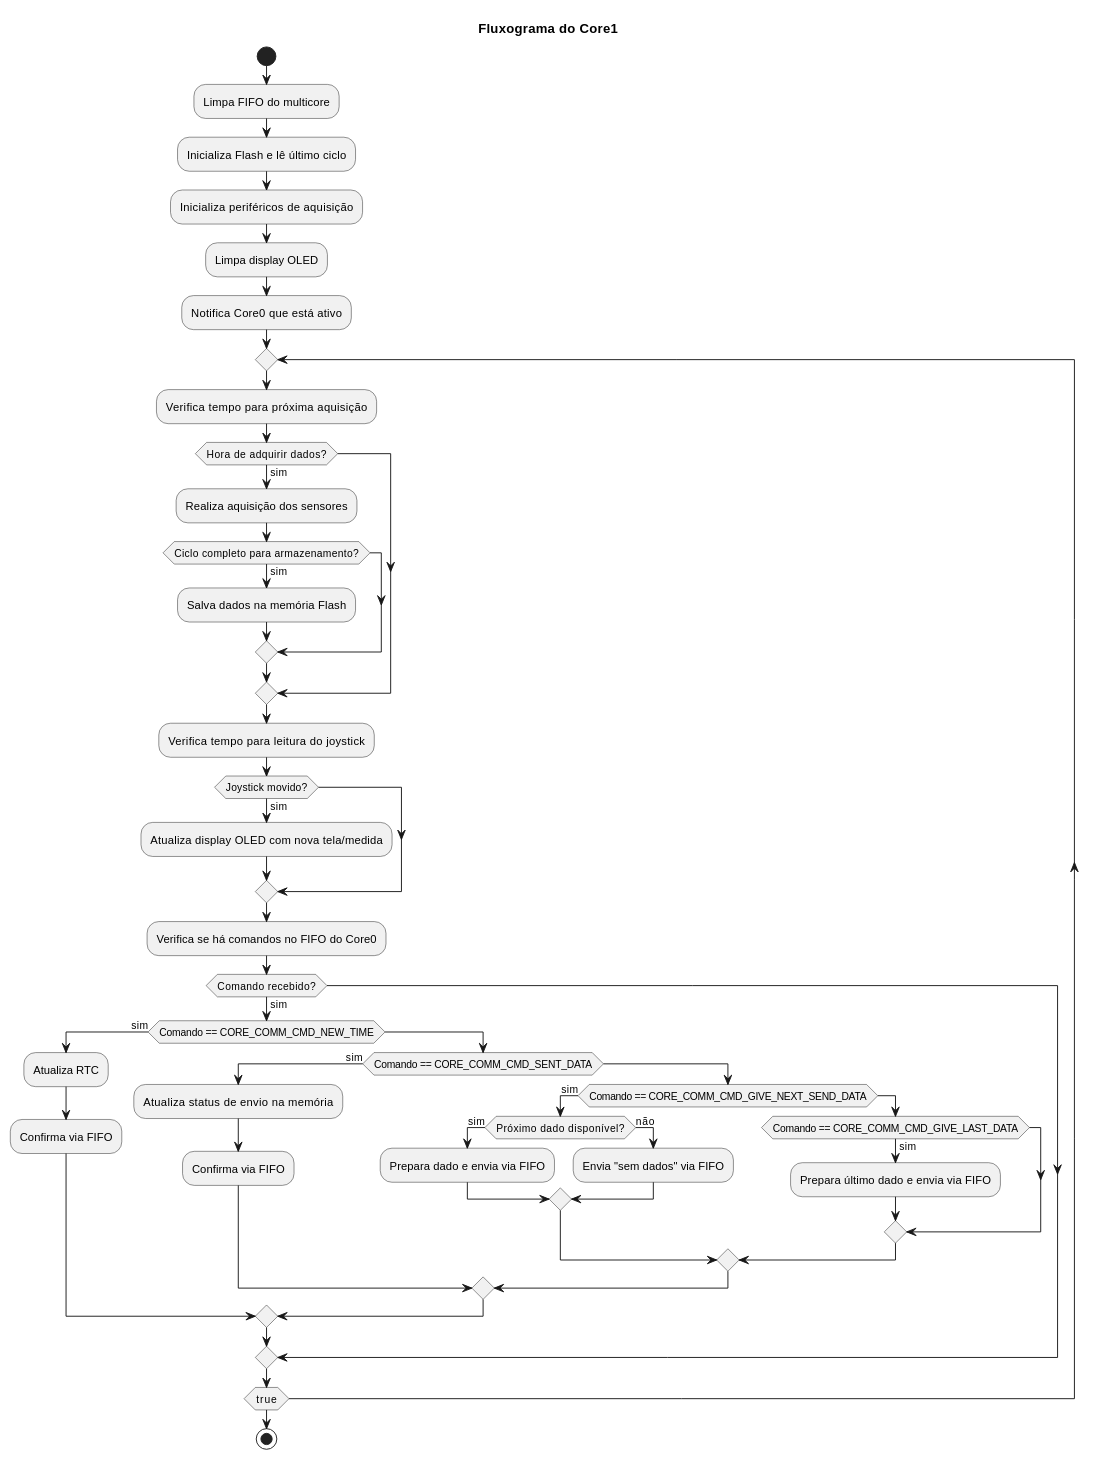 Fluxograma do Core1
Limpa FIFO do multicore
Inicializa Flash e lê último ciclo
Inicializa periféricos de aquisição
Limpa display OLED
Notifica Core0 que está ativo
Verifica tempo para próxima aquisição
Hora de adquirir dados?
sim
Realiza aquisição dos sensores
Ciclo completo para armazenamento?
sim
Salva dados na memória Flash
Verifica tempo para leitura do joystick
Joystick movido?
sim
Atualiza display OLED com nova tela/medida
Verifica se há comandos no FIFO do Core0
Comando recebido?
sim
sim
Comando == CORE_COMM_CMD_NEW_TIME
Atualiza RTC
Confirma via FIFO
sim
Comando == CORE_COMM_CMD_SENT_DATA
Atualiza status de envio na memória
Confirma via FIFO
sim
Comando == CORE_COMM_CMD_GIVE_NEXT_SEND_DATA
sim
Próximo dado disponível?
não
Prepara dado e envia via FIFO
Envia "sem dados" via FIFO
Comando == CORE_COMM_CMD_GIVE_LAST_DATA
sim
Prepara último dado e envia via FIFO
true